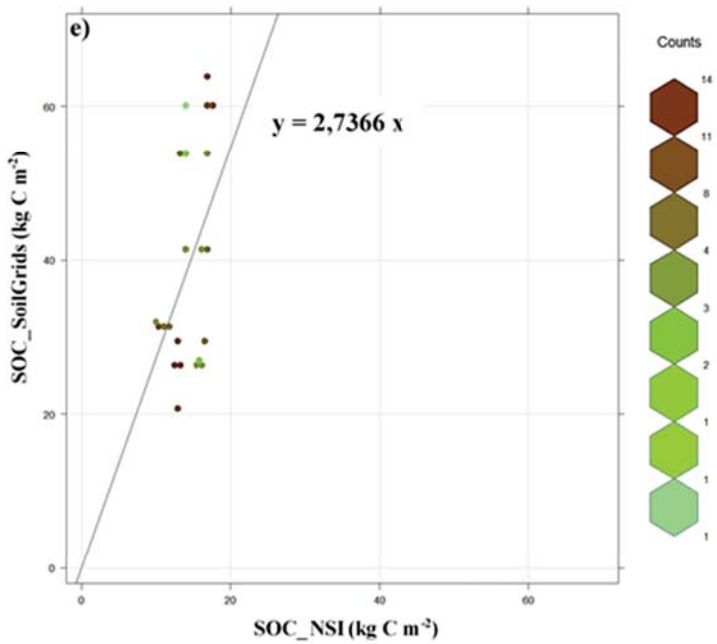 e)
y = 2,7366 x
SOC_SoilGrids (kg C m-2)
60
40
20
0
0 20 40 60
SOC_NSI (kg C m-2)
Counts
14
11
8
4
3
2
1
1
1